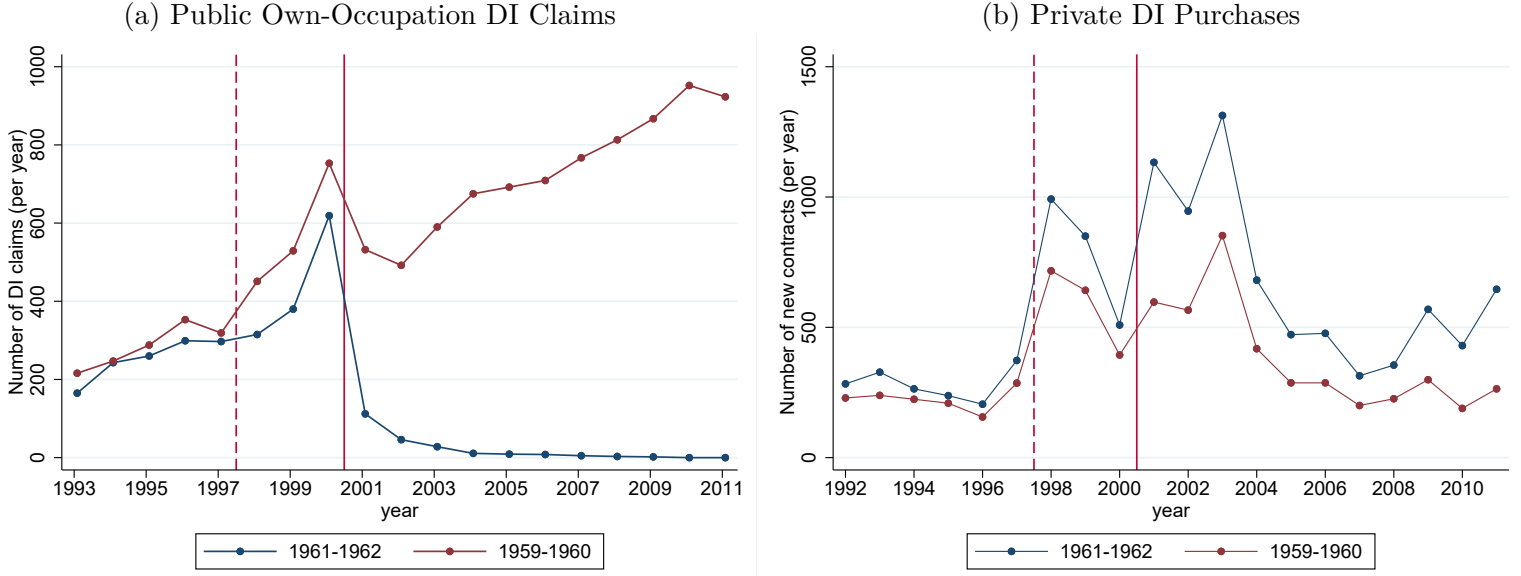 (a) Public Own-Occupation DI Claims
Number of DI claims (per year)
1000
800
600
400
200
0
1993 1995 1997 1999 2001 2003 2005 2007 2009 2011
year
1961-1962 1959-1960
(b) Private DI Purchases
Number of new contracts (per year)
1500
1000
500
0
1992 1994 1996 1998 2000 2002 2004 2006 2008 2010
year
1961-1962 1959-1960